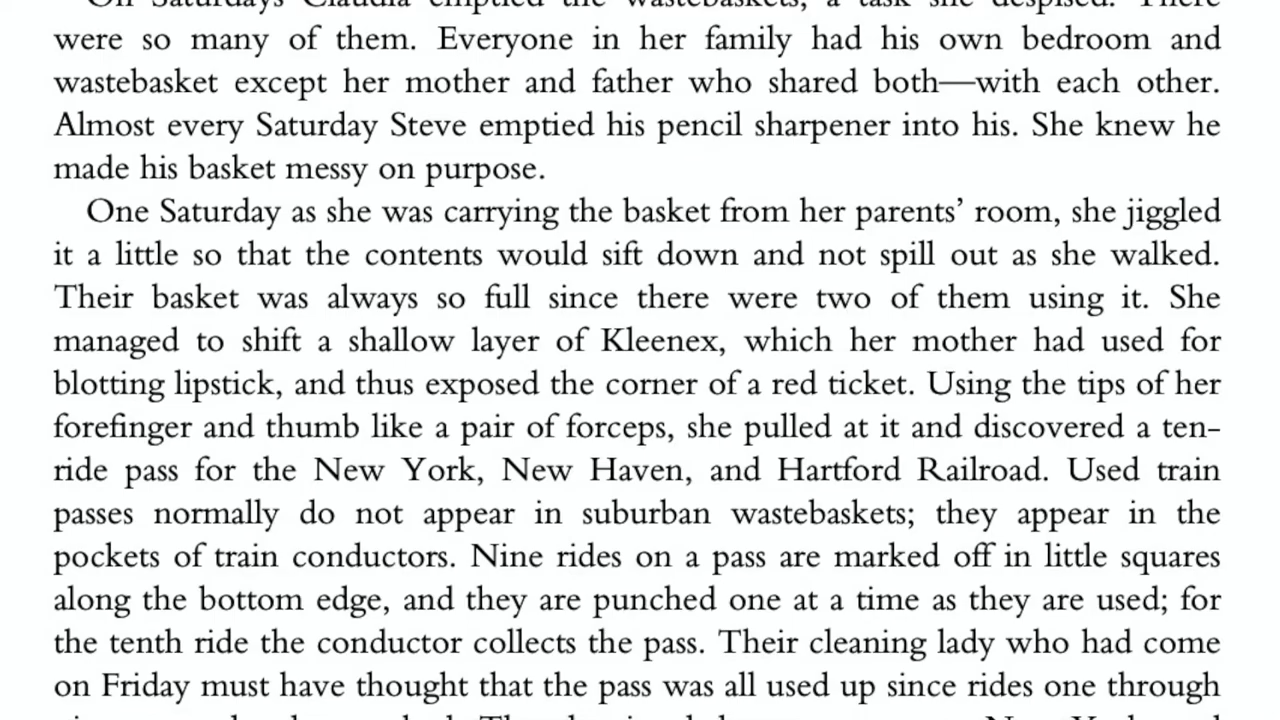 On Saturdays Claudia emptied the wastebaskets, a task she despised. There
were so many of them. Everyone in her family had his own bedroom and
wastebasket except her mother and father who shared both—with each other.
Almost every Saturday Steve emptied his pencil sharpener into his. She knew he
made his basket messy on purpose.
One Saturday as she was carrying the basket from her parents’ room, she jiggled
it a little so that the contents would sift down and not spill out as she walked.
Their basket was always so full since there were two of them using it. She
managed to shift a shallow layer of Kleenex, which her mother had used for
blotting lipstick, and thus exposed the corner of a red ticket. Using the tips of her
forefinger and thumb like a pair of forceps, she pulled at it and discovered a ten-
ride pass for the New York, New Haven, and Hartford Railroad. Used train
passes normally do not appear in suburban wastebaskets; they appear in the
pockets of train conductors. Nine rides on a pass are marked off in little squares
along the bottom edge, and they are punched one at a time as they are used; for
the tenth ride the conductor collects the pass. Their cleaning lady who had come
on Friday must have thought that the pass was all used up since rides one through